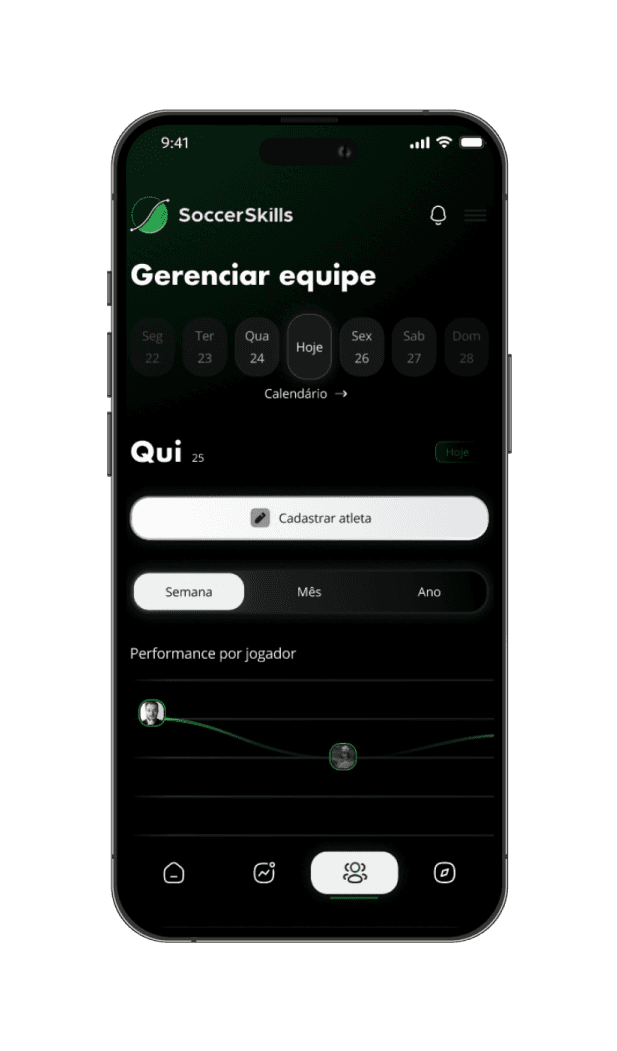 9:41
SoccerSkills
Gerenciar equipe
Seg Ter Qua Hoje Sex Sab Dom
22 23 24 26 27 28
Calendário →
Qui 25 Hoje
Cadastrar atleta
Semana Mês Ano
Performance por jogador